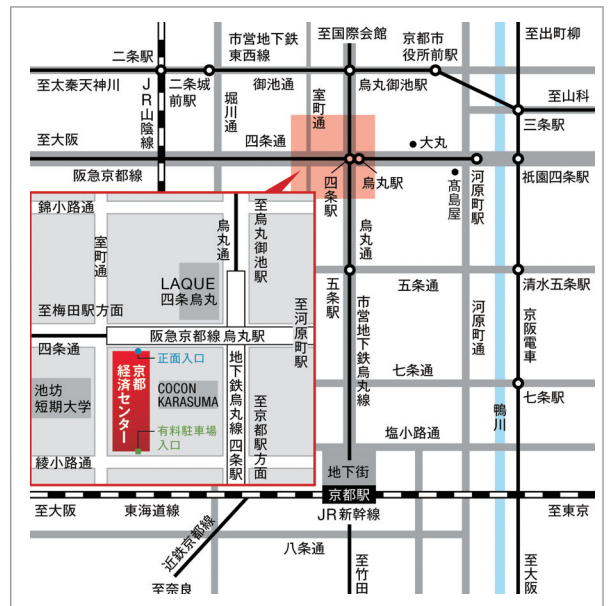 至国際会館
至出町柳
市営地下鉄
東西線
京都市
役所前駅
二条駅
至太秦天神川
二条城
前駅
御池通
烏丸御池駅
至山科
三条駅
JR山陰線
堀川通
室町通
四条通
大丸
至大阪
阪急京都線
四条駅
烏丸駅
髙島屋
河原町駅
祇園四条駅
烏丸通
五条駅
五条通
清水五条駅
市営地下鉄烏丸線
河原町通
京阪電車
七条通
七条駅
鴨川
塩小路通
地下街
京都駅
至大阪
東海道線
JR新幹線
至東京
近鉄京都線
八条通
至奈良
至竹田
至大阪
錦小路通
室町通
烏丸通
至烏丸御池駅
LAQUE
四条烏丸
至河原町駅
至梅田駅方面
阪急京都線 烏丸駅
四条通
正面入口
京都
経済センター
池坊
短期大学
COCON
KARASUMA
地下鉄烏丸線 四条駅
至京都駅方面
有料駐車場
入口
綾小路通